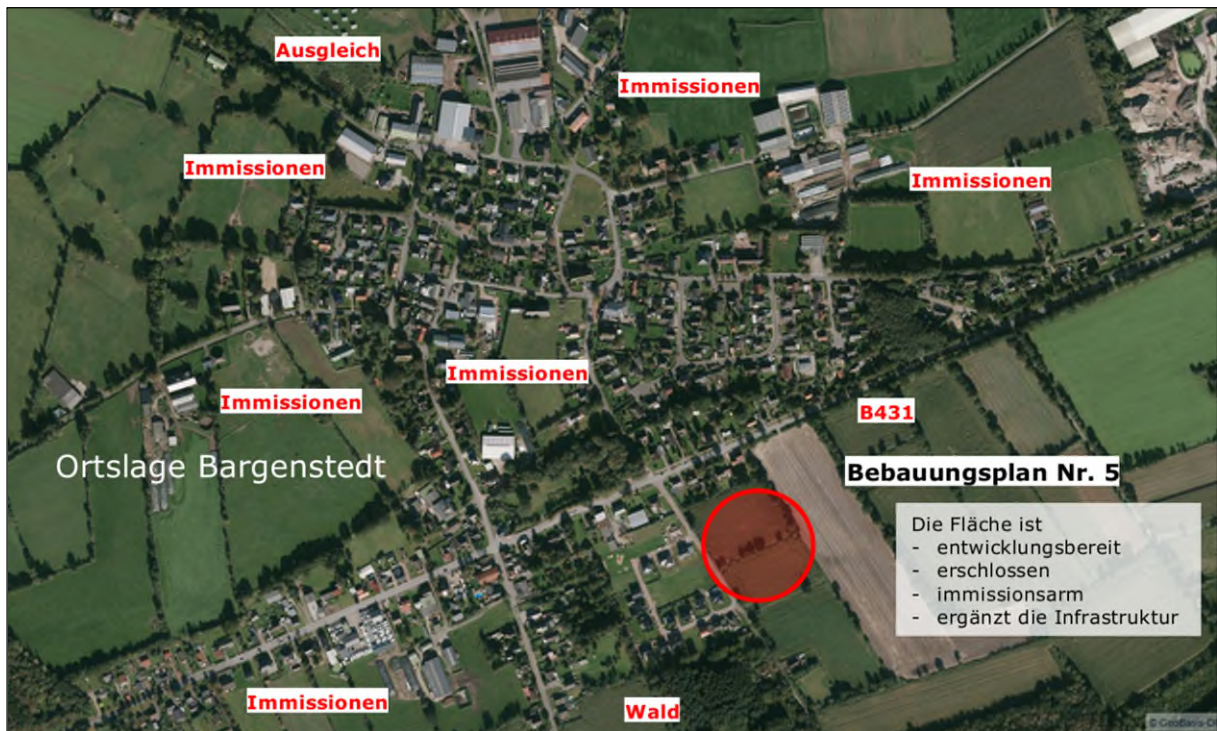 Ausgleich
Immissionen
Immissionen
Immissionen
Immissionen
Immissionen
B431
Ortslage Bargenstedt
Bebauungsplan Nr. 5
Die Fläche ist
- entwicklungsbereit
- erschlossen
- immissionsarm
- ergänzt die Infrastruktur
Immissionen
Wald